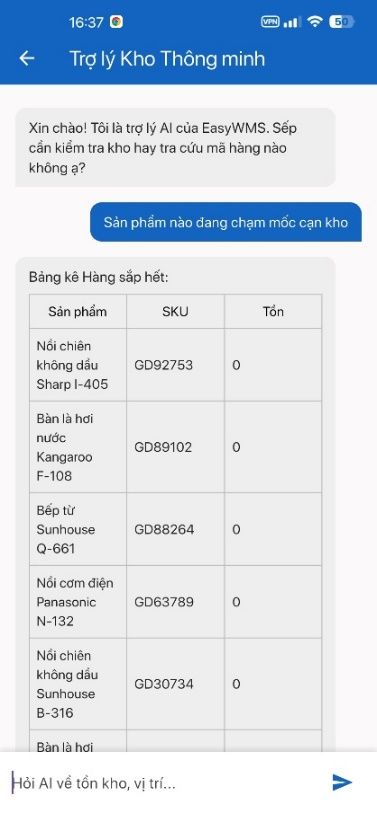 16:37
VPN
50
Trợ lý Kho Thông minh
Xin chào! Tôi là trợ lý AI của EasyWMS. Sếp
cần kiểm tra kho hay tra cứu mã hàng nào
không ạ?
Sản phẩm nào đang chạm mốc cạn kho
Bảng kê Hàng sắp hết:
Sản phẩm SKU Tồn
Nồi chiên
không dầu
Sharp I-405
GD92753
0
Bàn là hơi
nước
Kangaroo
F-108
GD89102
0
Bếp từ
Sunhouse
Q-661
GD88264
0
Nồi cơm điện
Panasonic
N-132
GD63789
0
Nồi chiên
không dầu
Sunhouse
B-316
GD30734
0
Bàn là hơi
Hỏi AI về tồn kho, vị trí...